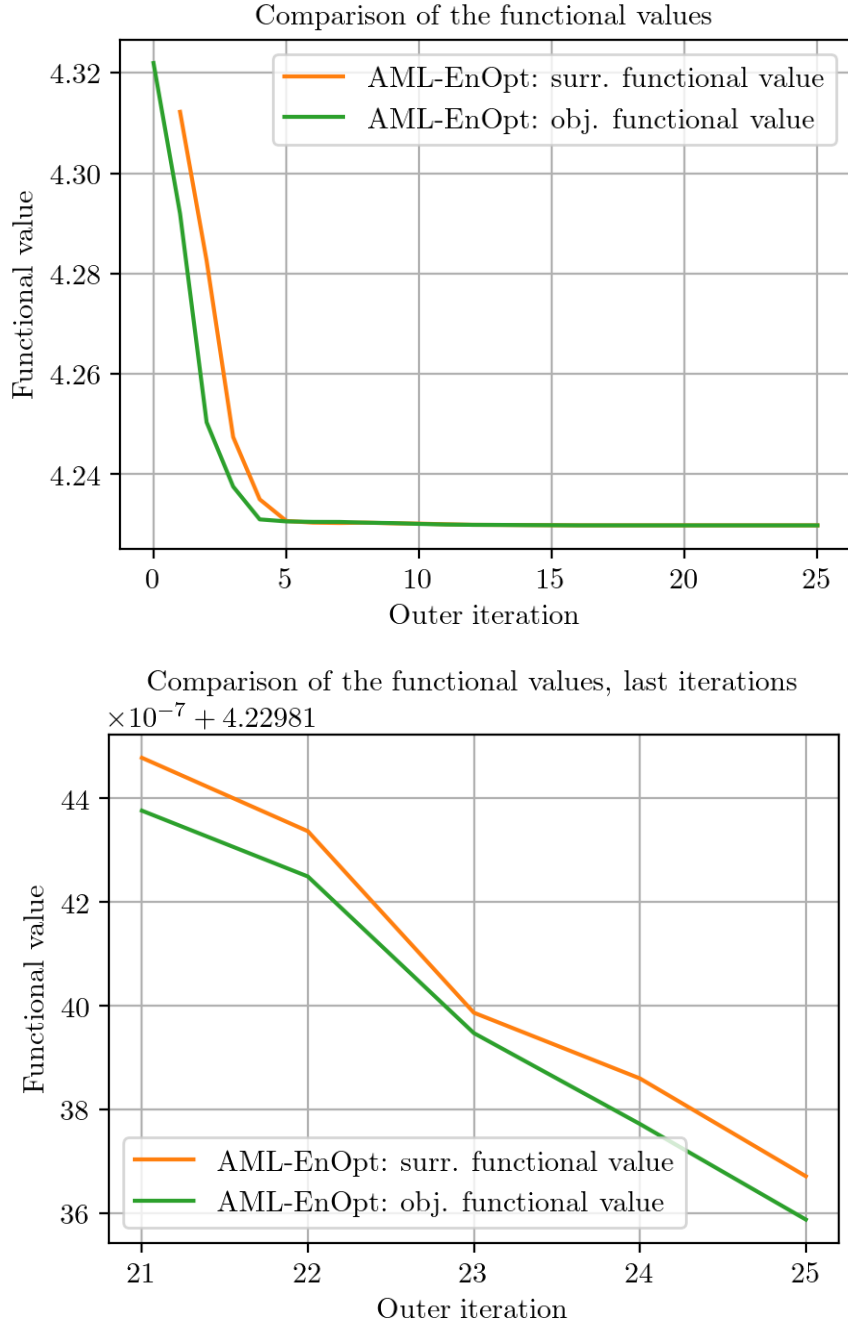 Comparison of the functional values
4.32
4.30
4.28
4.26
4.24
Functional value
AML-EnOpt: surr. functional value
AML-EnOpt: obj. functional value
0 5 10 15 20 25
Outer iteration
Comparison of the functional values, last iterations
×10⁻⁷ + 4.22981
44
42
40
38
36
Functional value
AML-EnOpt: surr. functional value
AML-EnOpt: obj. functional value
21 22 23 24 25
Outer iteration